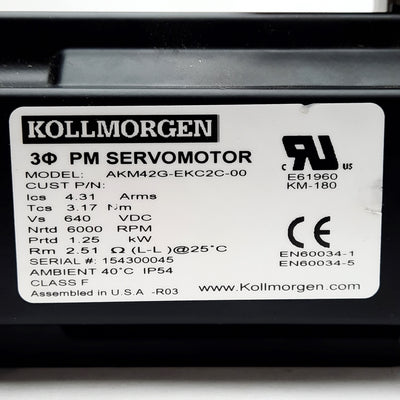 KOLLMORGEN
3Φ PM SERVOMOTOR
MODEL: AKM42G-EKC2C-00
CUST P/N:
Ics 4.31 Arms
Tcs 3.17 Nm
Vs 640 VDC
Nrtd 6000 RPM
Prtd 1.25 kW
Rm 2.51 Ω (L-L)@25°C
SERIAL #: 154300045
AMBIENT 40°C IP54
CLASS F
Assembled in U.S.A -R03
c RU US
E61960
KM-180
CE
EN60034-1
EN60034-5
www.Kollmorgen.com